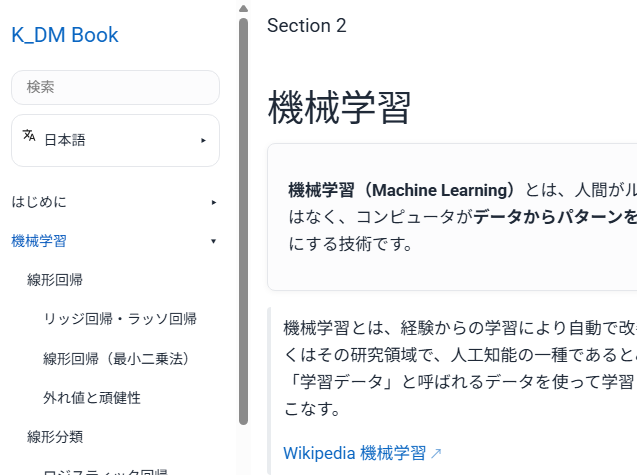 K_DM Book
検索
日本語
はじめに
機械学習
線形回帰
リッジ回帰・ラッソ回帰
線形回帰（最小二乗法）
外れ値と頑健性
線形分類
ロジスティック回帰
Section 2
機械学習
機械学習（Machine Learning）とは、人間がル
はなく、コンピュータがデータからパターンを
にする技術です。
機械学習とは、経験からの学習により自動で改
くはその研究領域で、人工知能の一種であると
「学習データ」と呼ばれるデータを使って学習
こなす。
Wikipedia 機械学習 ↗